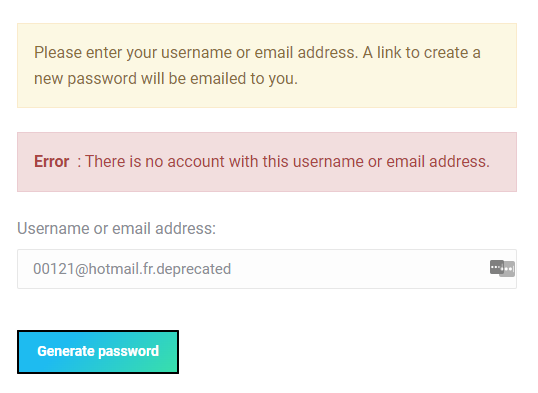 Please enter your username or email address. A link to create a
new password will be emailed to you.
Error : There is no account with this username or email address.
Username or email address:
00121@hotmail.fr.deprecated
Generate password